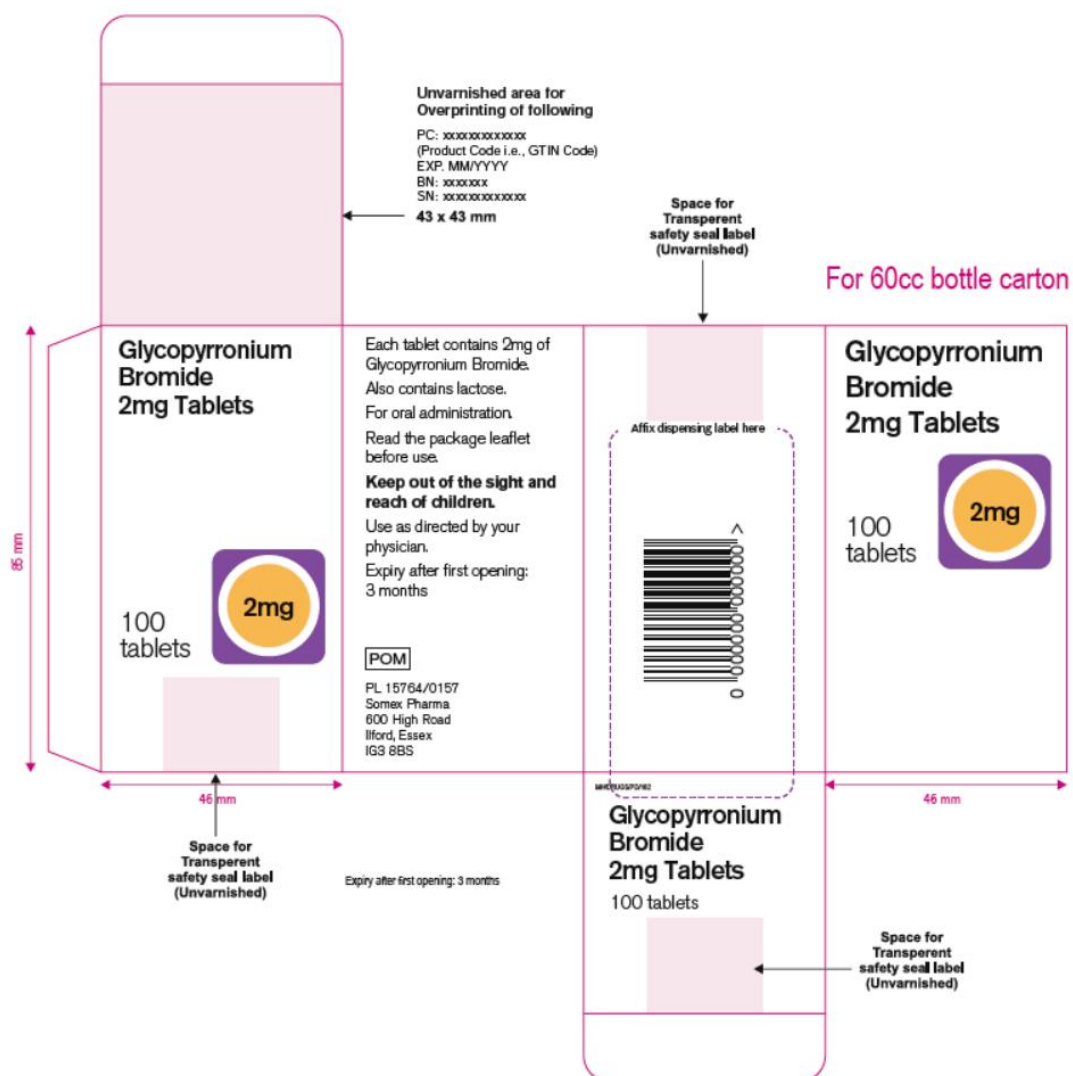 Unvarnished area for
Overprinting of following
PC: xxxxxxxxxxxxx
(Product Code i.e., GTIN Code)
EXP. MM/YYYY
BN: xxxxxxx
SN: xxxxxxxxxxxxx
43 x 43 mm
Space for
Transperent
safety seal label
(Unvarnished)
For 60cc bottle carton
85 mm
Glycopyrronium
Bromide
2mg Tablets
2mg
100
tablets
46 mm
Space for
Transperent
safety seal label
(Unvarnished)
Each tablet contains 2mg of
Glycopyrronium Bromide.
Also contains lactose.
For oral administration.
Read the package leaflet
before use.
Keep out of the sight and
reach of children.
Use as directed by your
physician.
Expiry after first opening:
3 months
POM
PL 15764/0157
Somex Pharma
600 High Road
Ilford, Essex
IG3 8BS
Expiry after first opening: 3 months
Affix dispensing label here
Glycopyrronium
Bromide
2mg Tablets
100 tablets
Space for
Transperent
safety seal label
(Unvarnished)
Glycopyrronium
Bromide
2mg Tablets
2mg
100
tablets
46 mm